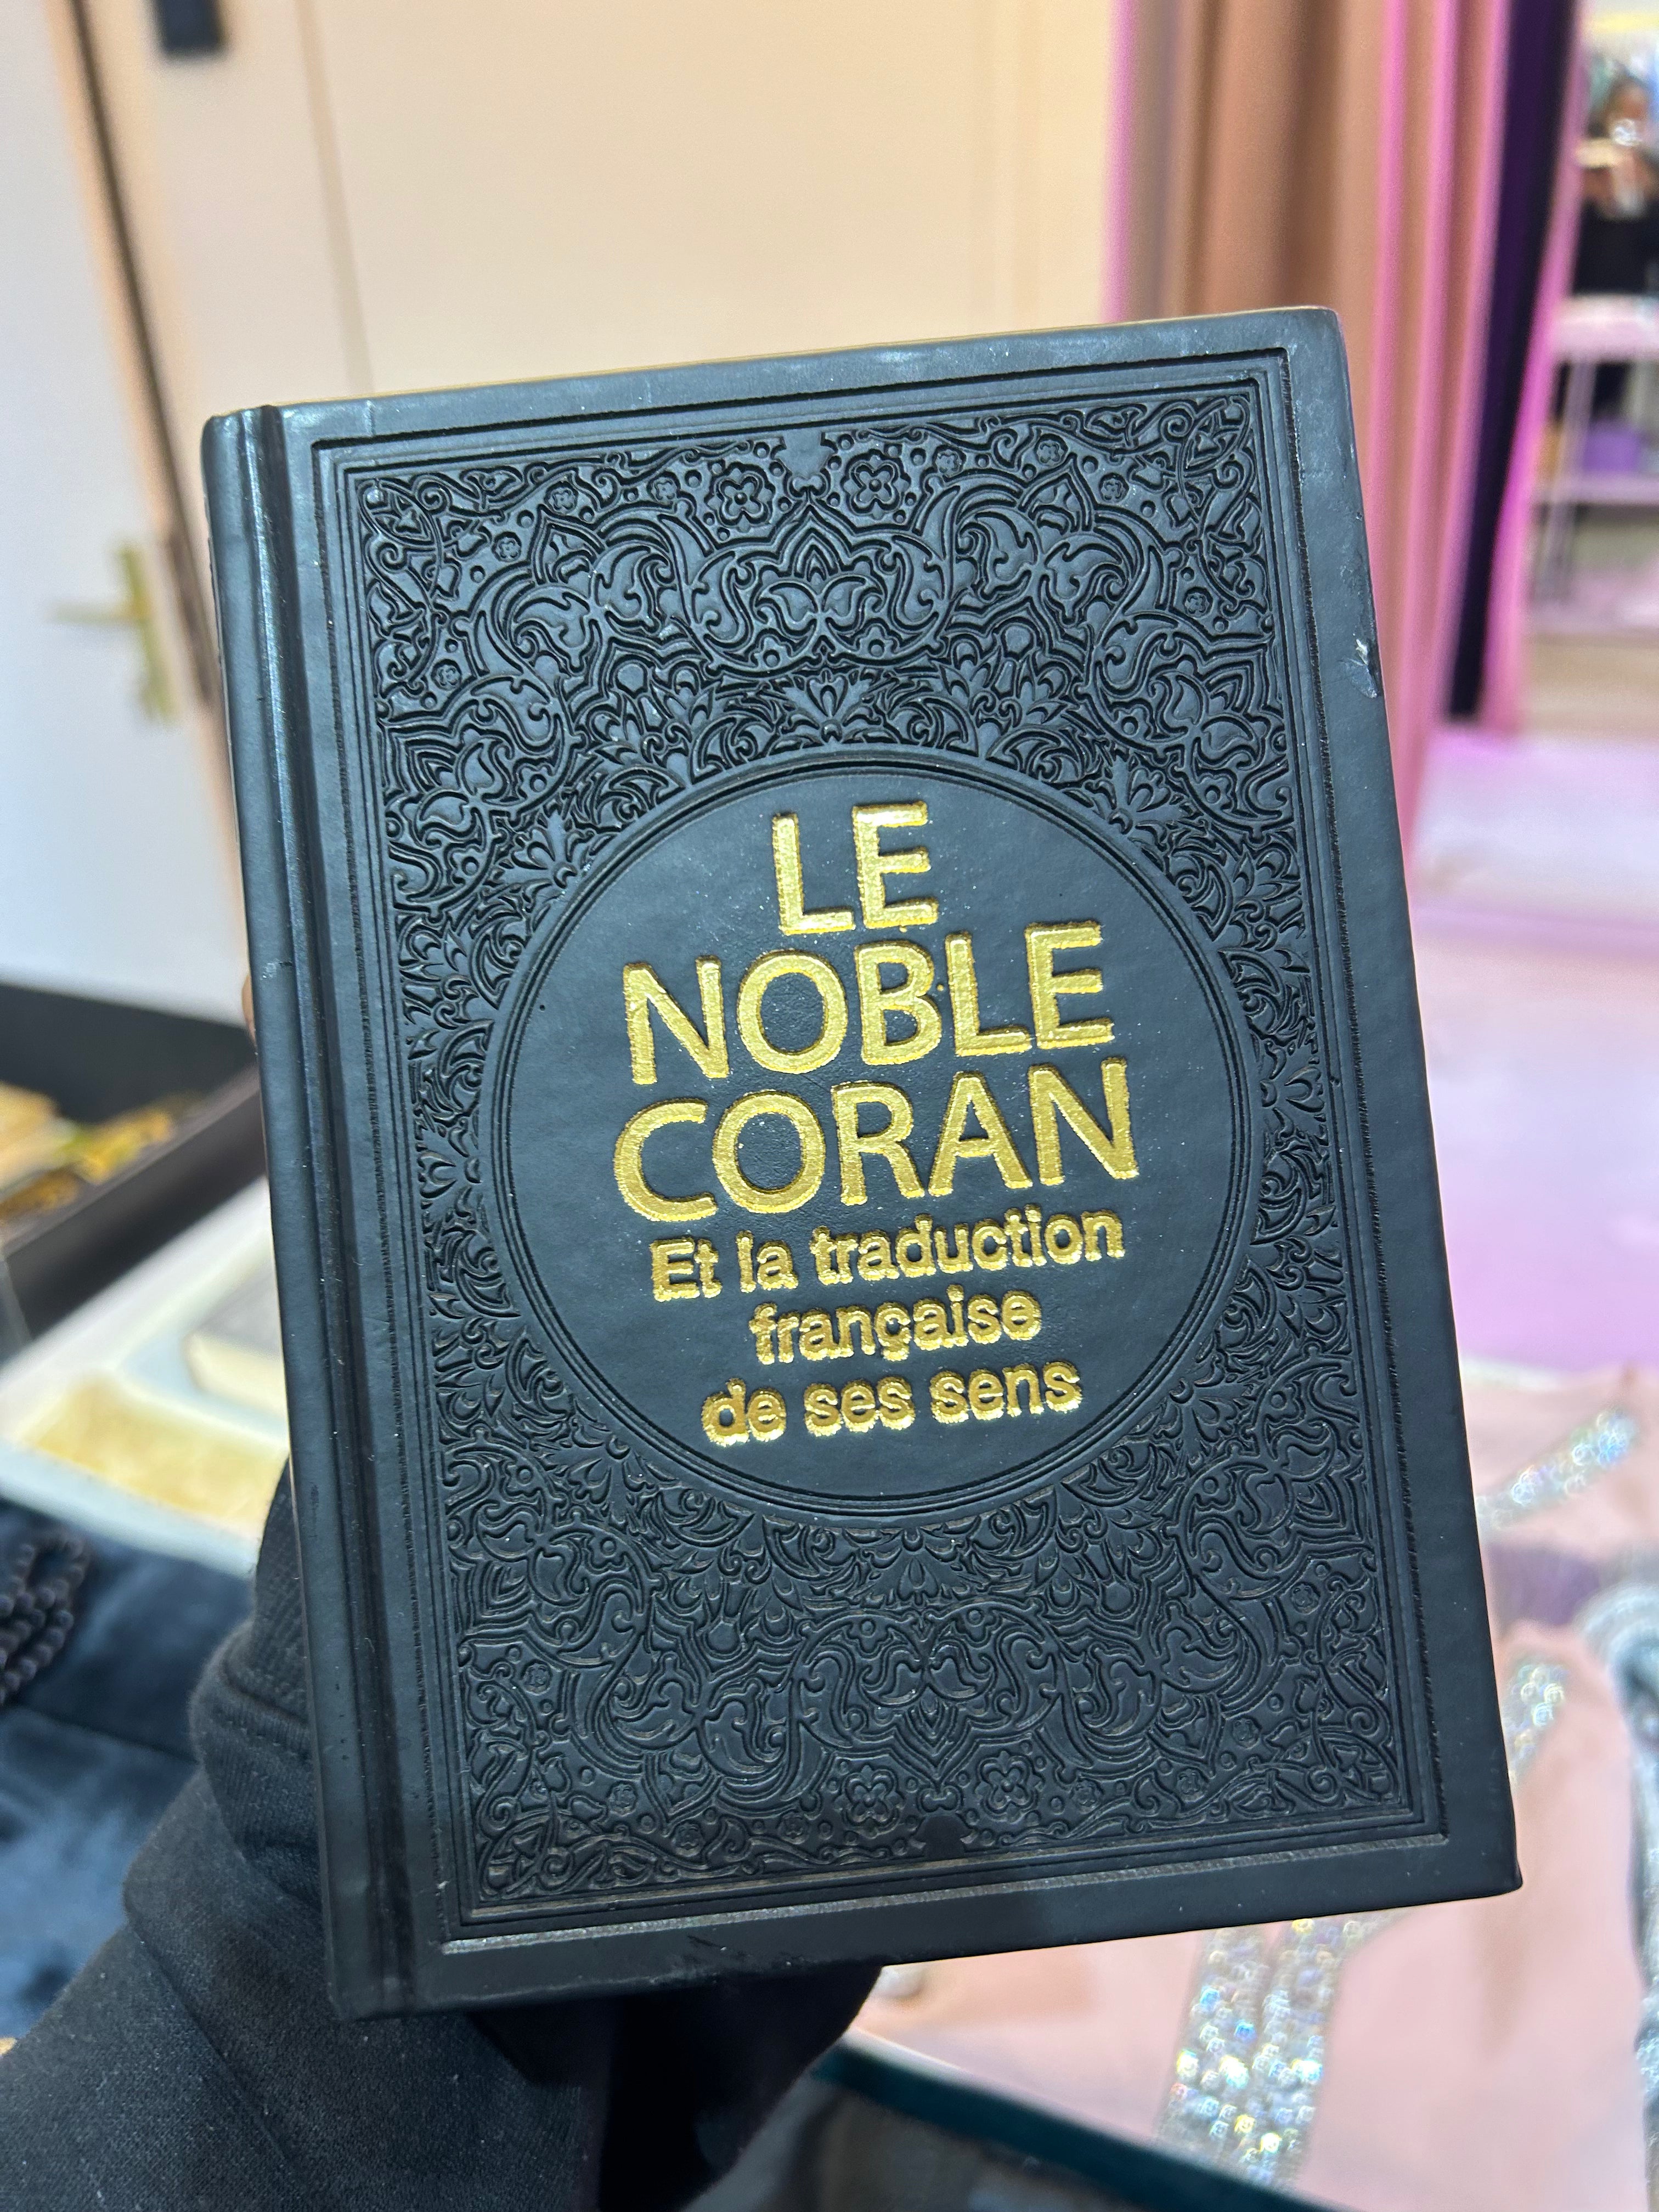 LE
NOBLE
CORAN
Et la traduction
française
de ses sens